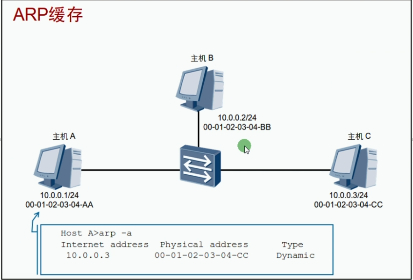 ARP缓存
主机 B
10.0.0.2/24
00-01-02-03-04-BB
主机 A
主机 C
10.0.0.1/24
00-01-02-03-04-AA
10.0.0.3/24
00-01-02-03-04-CC
Host A>arp -a
Internet address Physical address Type
10.0.0.3 00-01-02-03-04-CC Dynamic